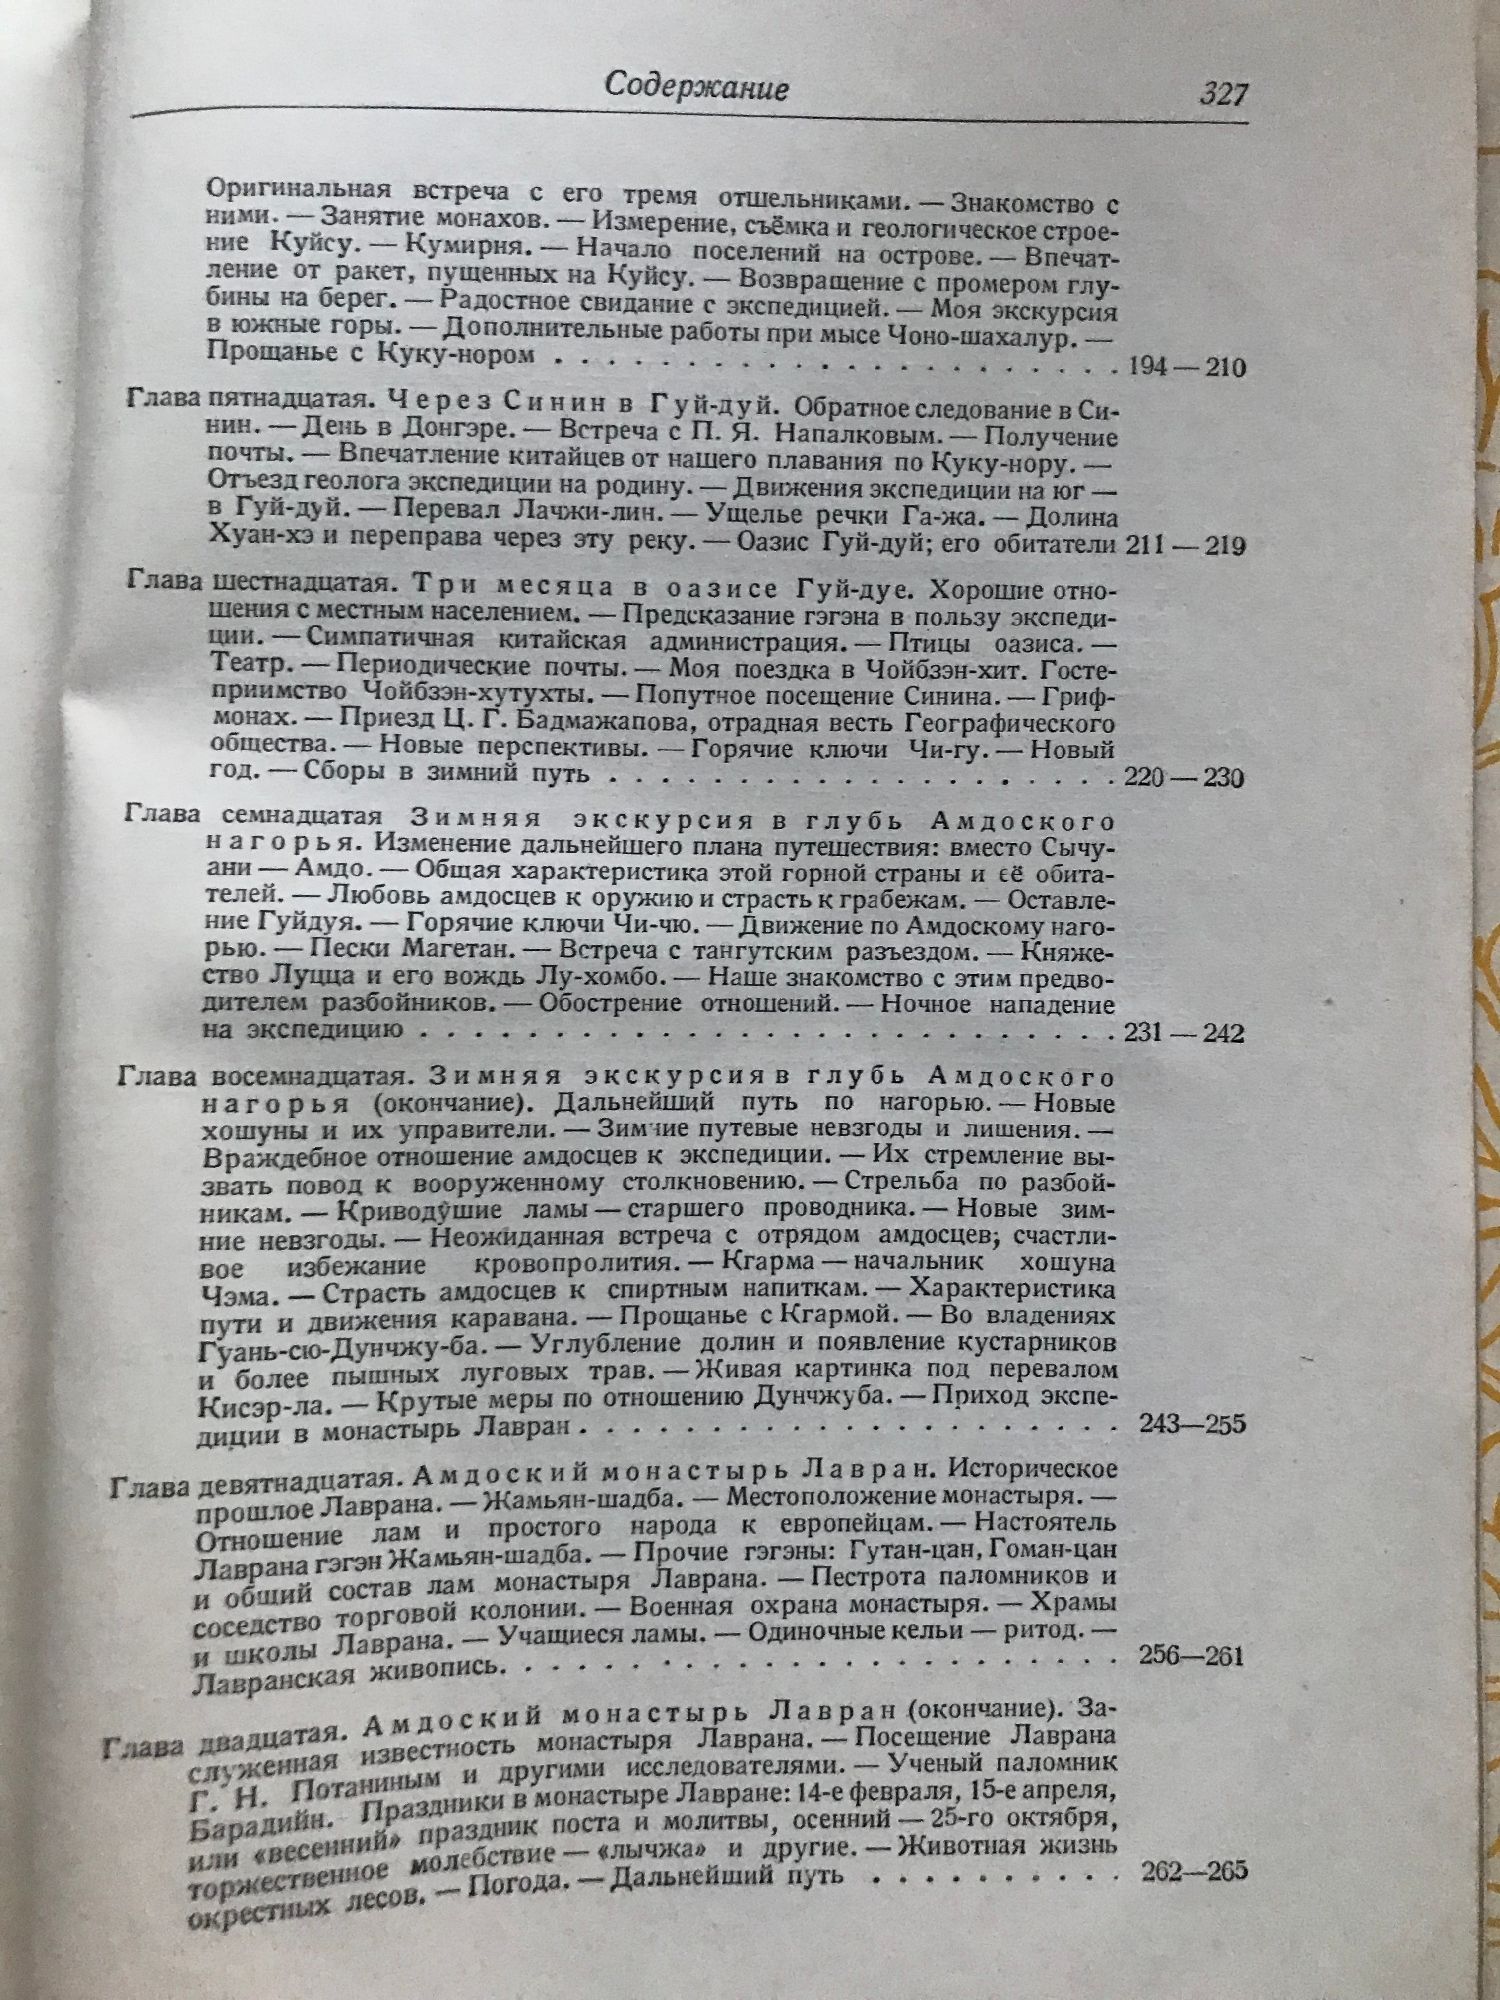 Содержание 327
Оригинальная встреча с его тремя отшельниками. — Знакомство с
ними. — Занятие монахов. — Измерение, съёмка и геологическое строе-
ние Куйсу. — Кумирня. — Начало поселений на острове. — Впечат-
ление от ракет, пущенных на Куйсу. — Возвращение с промером глу-
бины на берег. — Радостное свидание с экспедицией. — Моя экскурсия
в южные горы. — Дополнительные работы при мысе Чоно-шахалур. —
Прощанье с Куку-нором . . . . . . . . . . . . . . . . . . . . . 194 — 210
Глава пятнадцатая. Через Синин в Гуй-дуй. Обратное следование в Си-
нин. — День в Донгэре. — Встреча с П. Я. Напалковым. — Получение
почты. — Впечатление китайцев от нашего плавания по Куку-нору. —
Отъезд геолога экспедиции на родину. — Движения экспедиции на юг —
в Гуй-дуй. — Перевал Лачжи-лин. — Ущелье речки Га-жа. — Долина
Хуан-хэ и переправа через эту реку. — Оазис Гуй-дуй; его обитатели 211 — 219
Глава шестнадцатая. Три месяца в оазисе Гуй-дуе. Хорошие отно-
шения с местным населением. — Предсказание гэгэна в пользу экспеди-
ции. — Симпатичная китайская администрация. — Птицы оазиса. —
Театр. — Периодические почты. — Моя поездка в Чойбзэн-хит. Госте-
приимство Чойбзэн-хутухты. — Попутное посещение Синина. — Гриф-
монах. — Приезд Ц. Г. Бадмажапова, отрадная весть Географического
общества. — Новые перспективы. — Горячие ключи Чи-гу. — Новый
год. — Сборы в зимний путь . . . . . . . . . . . . . . . . . . . 220 — 230
Глава семнадцатая Зимняя экскурсия в глубь Амдоского
нагорья. Изменение дальнейшего плана путешествия: вместо Сычу-
ани — Амдо. — Общая характеристика этой горной страны и её обита-
телей. — Любовь амдосцев к оружию и страсть к грабежам. — Оставле-
ние Гуйдуя. — Горячие ключи Чи-чю. — Движение по Амдоскому наго-
рью. — Пески Магетан. — Встреча с тангутским разъездом. — Княже-
ство Луцца и его вождь Лу-хомбо. — Наше знакомство с этим предво-
дителем разбойников. — Обострение отношений. — Ночное нападение
на экспедицию . . . . . . . . . . . . . . . . . . . . . . . . . . 231 — 242
Глава восемнадцатая. Зимняя экскурсия в глубь Амдоского
нагорья (окончание). Дальнейший путь по нагорью. — Новые
хошуны и их управители. — Зимние путевые невзгоды и лишения. —
Враждебное отношение амдосцев к экспедиции. — Их стремление вы-
звать повод к вооруженному столкновению. — Стрельба по разбой-
никам. — Криводушие ламы — старшего проводника. — Новые зим-
ние невзгоды. — Неожиданная встреча с отрядом амдосцев; счастли-
вое избежание кровопролития. — Кгарма — начальник хошуна
Чэма. — Страсть амдосцев к спиртным напиткам. — Характеристика
пути и движения каравана. — Прощанье с Кгармой. — Во владениях
Гуань-сю-Дунчжу-ба. — Углубление долин и появление кустарников
и более пышных луговых трав. — Живая картинка под перевалом
Кисэр-ла. — Крутые меры по отношению Дунчжуба. — Приход экспе-
диции в монастырь Лавран . . . . . . . . . . . . . . . . . . . . 243—255
Глава девятнадцатая. Амдоский монастырь Лавран. Историческое
прошлое Лаврана. — Жамьян-шадба. — Местоположение монастыря. —
Отношение лам и простого народа к европейцам. — Настоятель
Лаврана гэгэн Жамьян-шадба. — Прочие гэгэны: Гутан-цан, Гоман-цан
и общий состав лам монастыря Лаврана. — Пестрота паломников и
соседство торговой колонии. — Военная охрана монастыря. — Храмы
и школы Лаврана. — Учащиеся ламы. — Одиночные кельи — ритод. —
Лавранская живопись. . . . . . . . . . . . . . . . . . . . . . . 256—261
Глава двадцатая. Амдоский монастырь Лавран (окончание). За-
служенная известность монастыря Лаврана. — Посещение Лаврана
Г. Н. Потаниным и другими исследователями. — Ученый паломник
Барадийн. Праздники в монастыре Лавране: 14-е февраля, 15-е апреля,
или «весенний» праздник поста и молитвы, осенний — 25-го октября,
торжественное молебствие — «лычжа» и другие. — Животная жизнь
окрестных лесов. — Погода. — Дальнейший путь . . . . . . . . . . 262—265